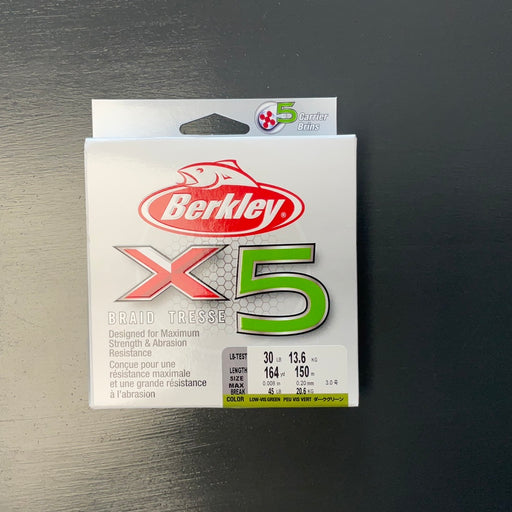 5 Carrier
Brins
Berkley®
X5
BRAID TRESSE
Designed for Maximum
Strength & Abrasion
Resistance
Conçue pour une
résistance maximale
et une grande résistance
à l'abrasion
LB-TEST 30 LB 13.6 KG
LENGTH 164 yd 150 m
SIZE 0.008 in 0.20 mm 3.0号
MAX BREAK 45 LB 20.6 KG
COLOR LOW-VIS GREEN PEU VIS VERT ダークグリーン